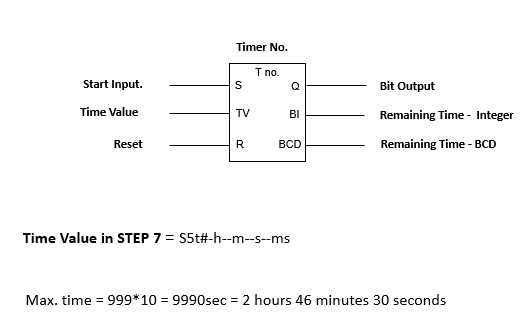 Timer No.
T no.
Start Input. S Q Bit Output
Time Value TV BI Remaining Time - Integer
Reset R BCD Remaining Time - BCD
Time Value in STEP 7 = S5t#-h--m--s--ms
Max. time = 999*10 = 9990sec = 2 hours 46 minutes 30 seconds